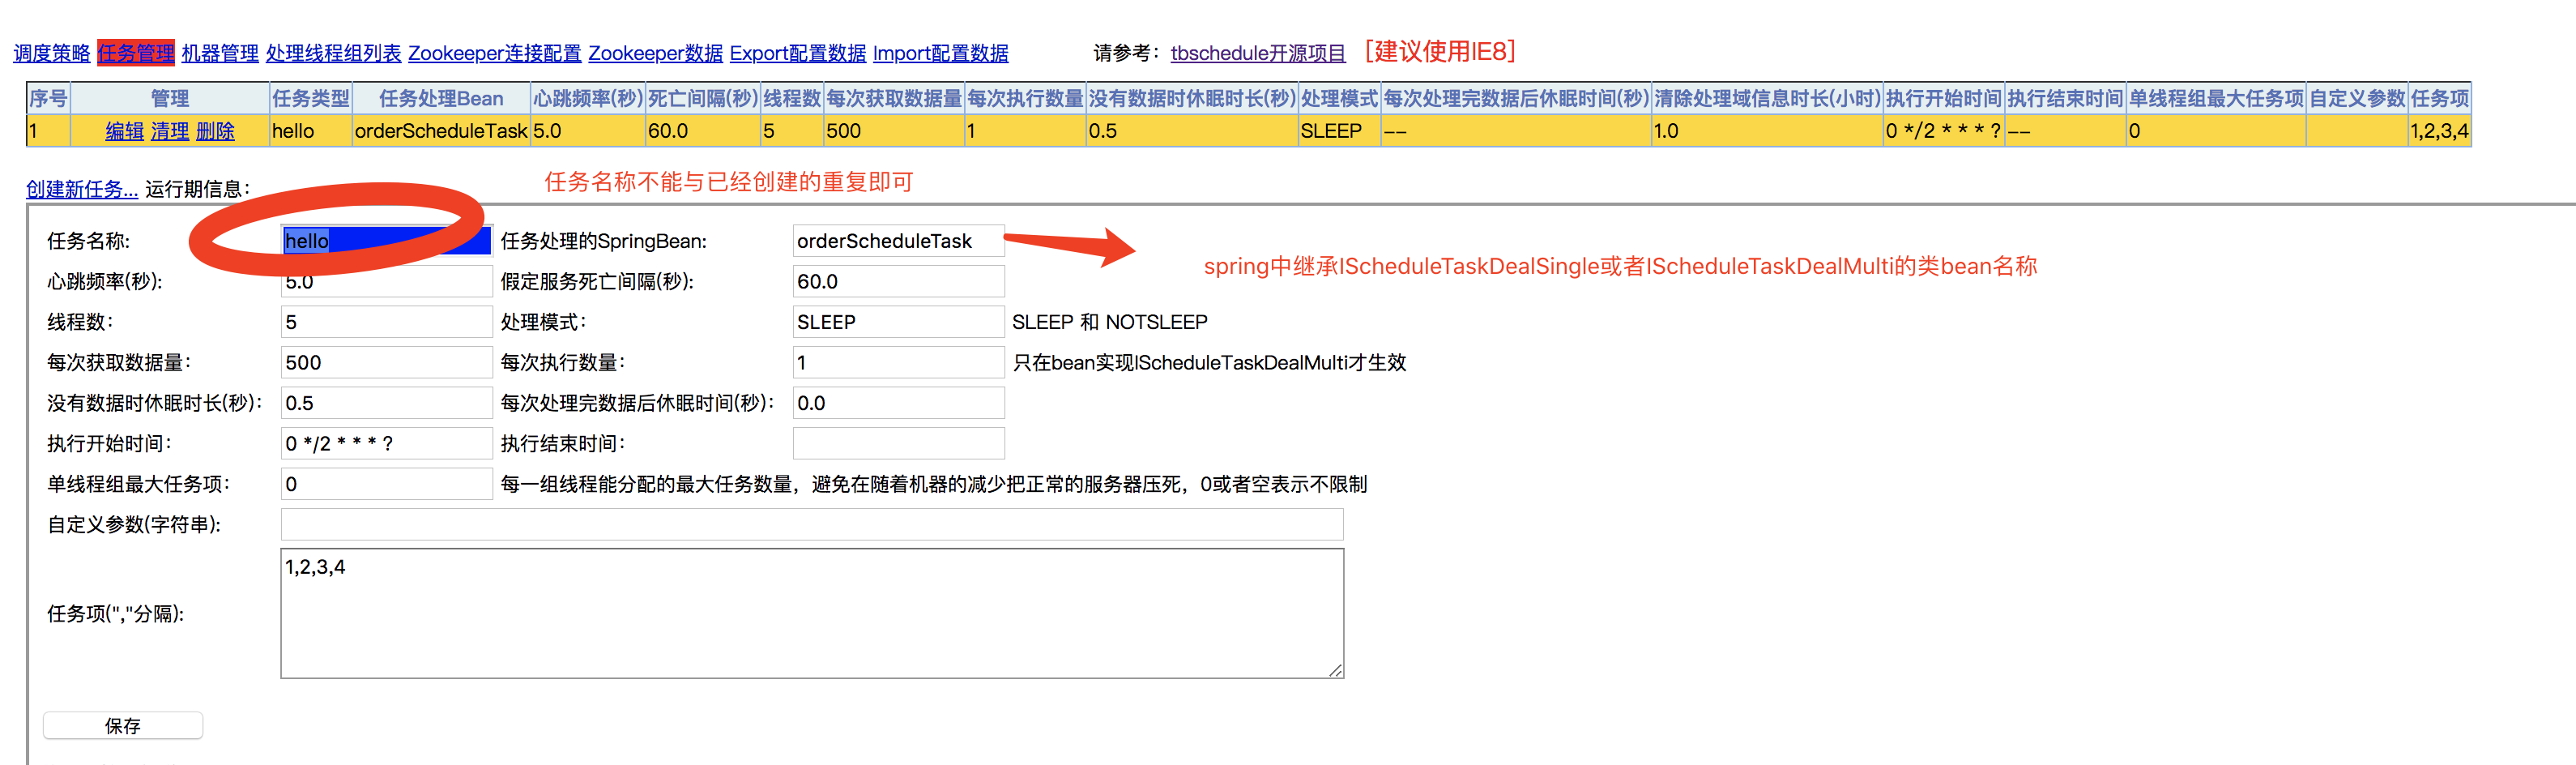 调度策略 任务管理 机器管理 处理线程组列表 Zookeeper连接配置 Zookeeper数据 Export配置数据 Import配置数据 请参考：tbschedule开源项目 [建议使用IE8]
序号 管理 任务类型 任务处理Bean 心跳频率(秒) 死亡间隔(秒) 线程数 每次获取数据量 每次执行数量 没有数据时休眠时长(秒) 处理模式 每次处理完数据后休眠时间(秒) 清除处理域信息时长(小时) 执行开始时间 执行结束时间 单线程组最大任务项 自定义参数 任务项
1 编辑 清理 删除 hello orderScheduleTask 5.0 60.0 5 500 1 0.5 SLEEP -- 1.0 0 */2 * * * ? -- 0 1,2,3,4
任务名称不能与已经创建的重复即可
创建新任务... 运行期信息：
任务名称: hello 任务处理的SpringBean: orderScheduleTask
spring中继承IScheduleTaskDealSingle或者IScheduleTaskDealMulti的类bean名称
心跳频率(秒): 5.0 假定服务死亡间隔(秒): 60.0
线程数： 5 处理模式： SLEEP SLEEP 和 NOTSLEEP
每次获取数据量： 500 每次执行数量： 1 只在bean实现IScheduleTaskDealMulti才生效
没有数据时休眠时长(秒)： 0.5 每次处理完数据后休眠时间(秒)： 0.0
执行开始时间： 0 */2 * * * ? 执行结束时间：
单线程组最大任务项： 0 每一组线程能分配的最大任务数量，避免在随着机器的减少把正常的服务器压死，0或者空表示不限制
自定义参数(字符串):
1,2,3,4
任务项(","分隔):
保存